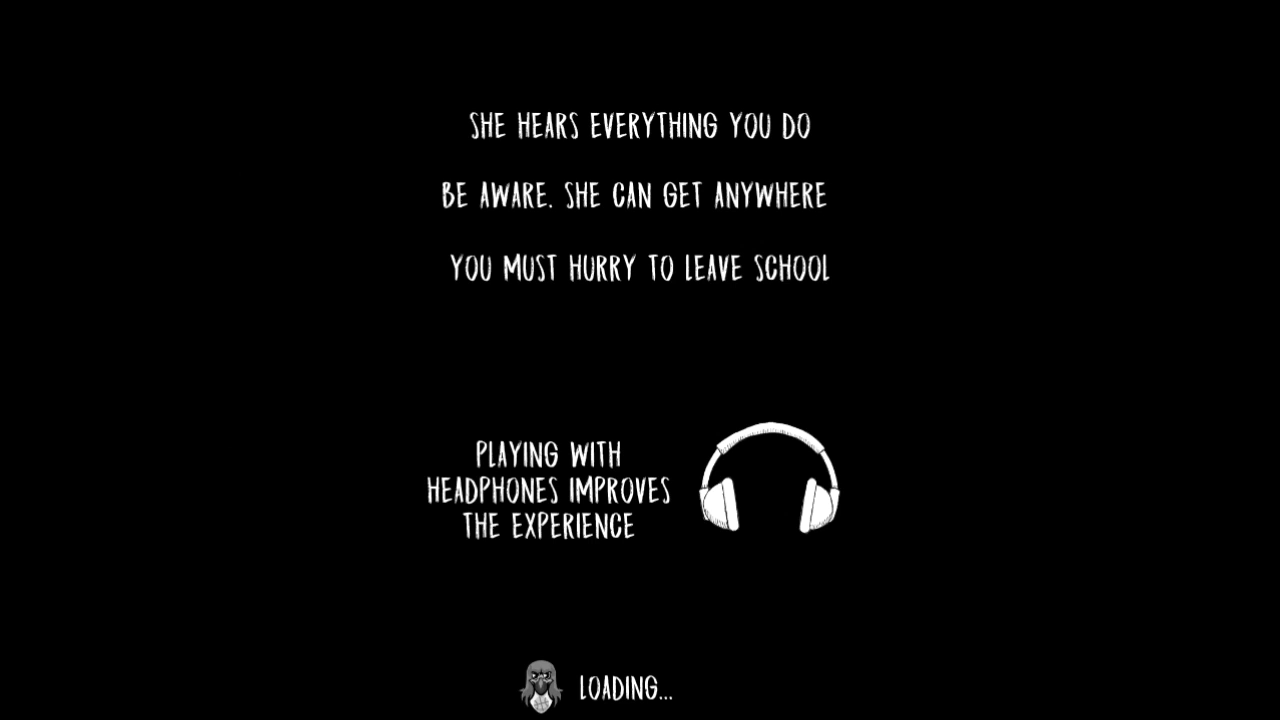 SHE HEARS EVERYTHING YOU DO
BE AWARE. SHE CAN GET ANYWHERE
YOU MUST HURRY TO LEAVE SCHOOL
PLAYING WITH
HEADPHONES IMPROVES
THE EXPERIENCE
LOADING...